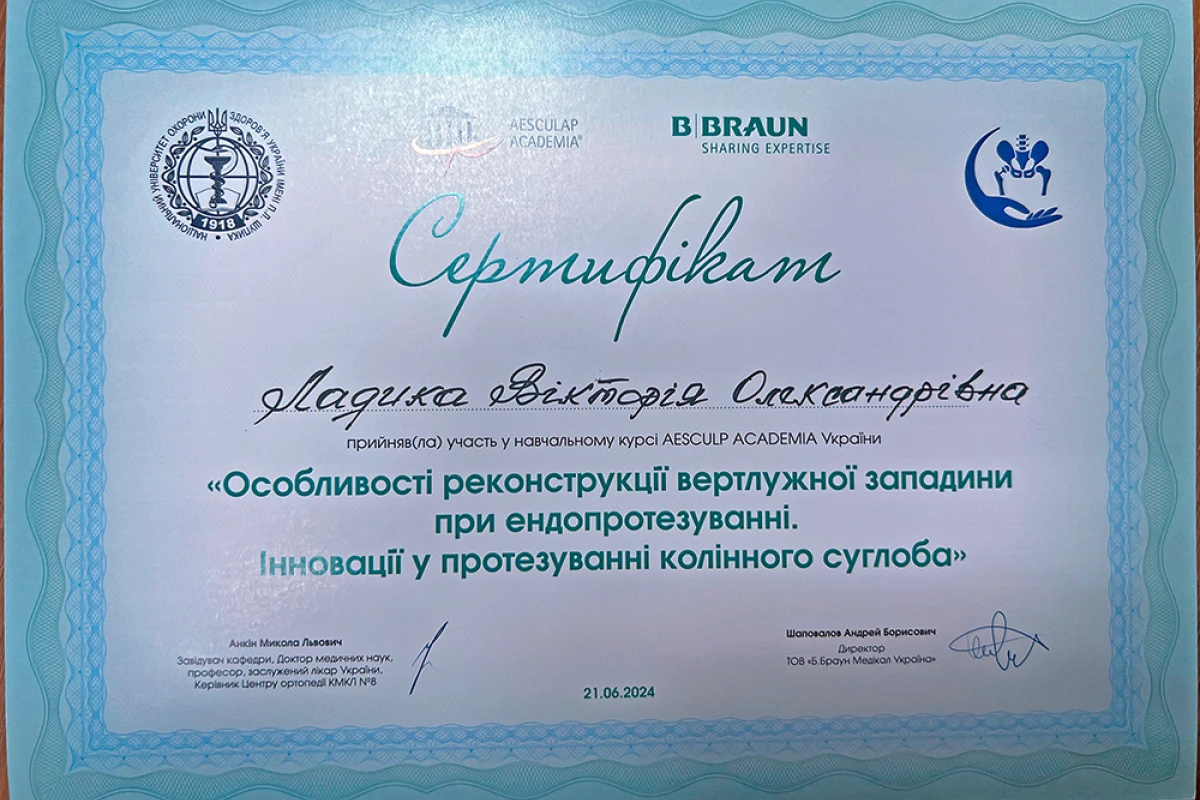 НАЦІОНАЛЬНИЙ УНІВЕРСИТЕТ ОХОРОНИ ЗДОРОВ'Я УКРАЇНИ ІМЕНІ П.Л. ШУПИКА
1918
AESCULAP
ACADEMIA®
B|BRAUN
SHARING EXPERTISE
Сертифікат
Ладика Вікторія Олександрівна
прийняв(ла) участь у навчальному курсі AESCULP ACADEMIA України
«Особливості реконструкції вертлужної западини
при ендопротезуванні.
Інновації у протезуванні колінного суглоба»
Анкін Микола Львович
Завідувач кафедри, Доктор медичних наук,
професор, заслужений лікар України,
Керівник Центру ортопедії КМКЛ №8
Шаповалов Андрей Борисович
Директор
ТОВ «Б.Браун Медікал Україна»
21.06.2024